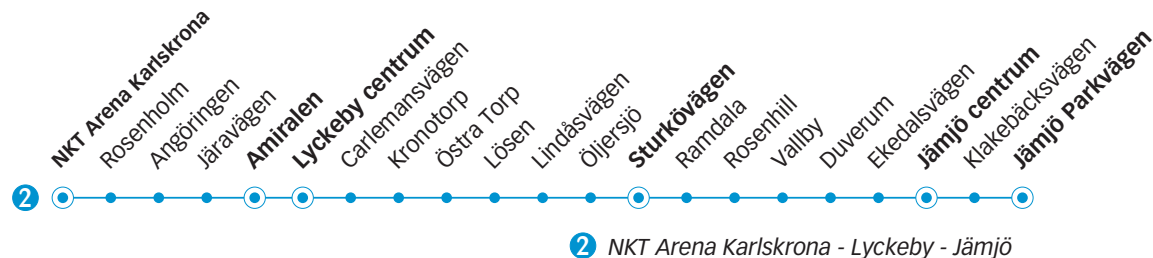 NKT Arena Karlskrona
Rosenholm
Angöringen
Järavägen
Amiralen
Lyckeby centrum
Carlemansvägen
Kronotorp
Östra Torp
Lösen
Lindåsvägen
Öljersjö
Sturkövägen
Ramdala
Rosenhill
Vallby
Duverum
Ekedalsvägen
Jämjö centrum
Klakebäcksvägen
Jämjö Parkvägen
2
2 NKT Arena Karlskrona - Lyckeby - Jämjö